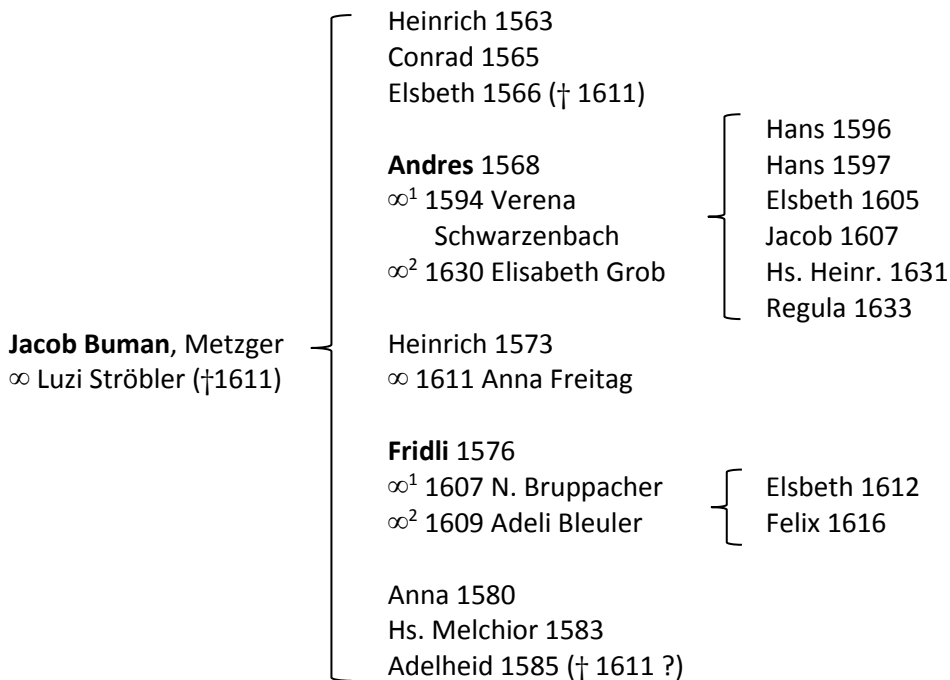 Jacob Buman, Metzger
∞ Luzi Ströbler (†1611)
Heinrich 1563
Conrad 1565
Elsbeth 1566 († 1611)
Andres 1568
∞¹ 1594 Verena
Schwarzenbach
∞² 1630 Elisabeth Grob
Hans 1596
Hans 1597
Elsbeth 1605
Jacob 1607
Hs. Heinr. 1631
Regula 1633
Heinrich 1573
∞ 1611 Anna Freitag
Fridli 1576
∞¹ 1607 N. Bruppacher
∞² 1609 Adeli Bleuler
Elsbeth 1612
Felix 1616
Anna 1580
Hs. Melchior 1583
Adelheid 1585 († 1611 ?)